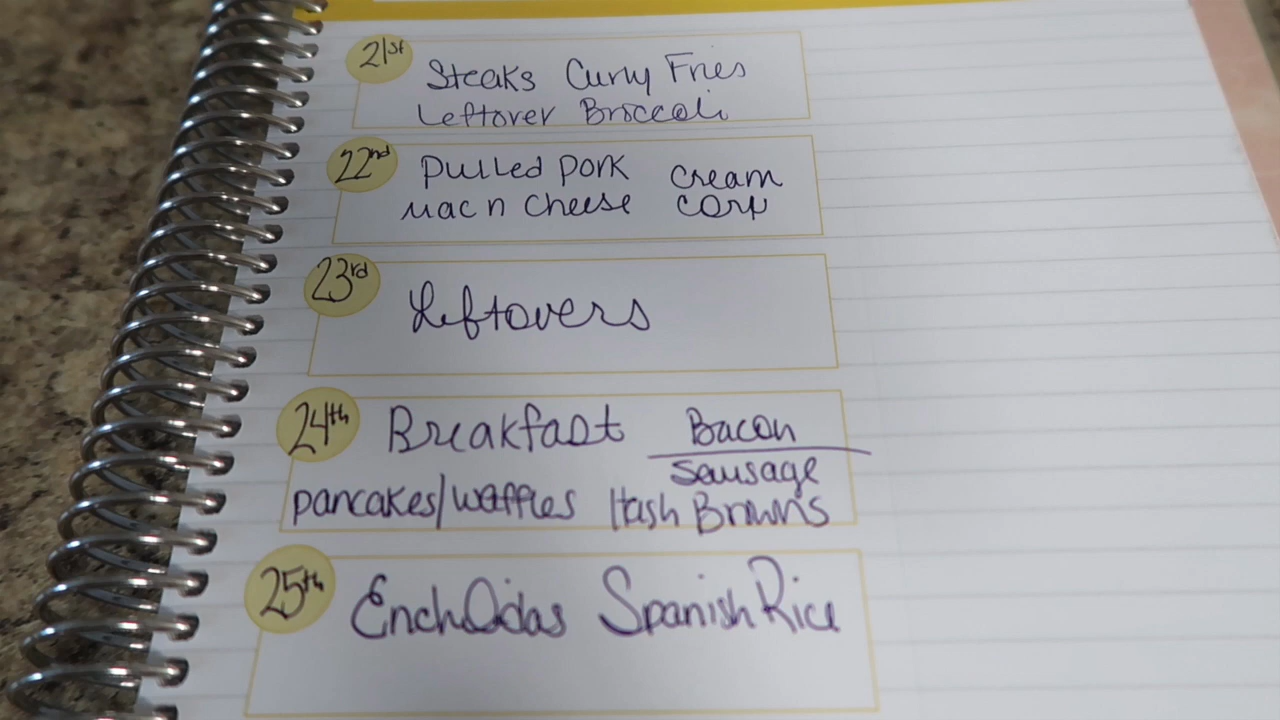 21st
Steaks Curly Fries
Leftover Broccoli
22nd
Pulled Pork Cream
Mac n Cheese Corn
23rd
Leftovers
24th
Breakfast Bacon
Sausage
Pancakes/Waffles Hash Browns
25th
Enchiladas Spanish Rice